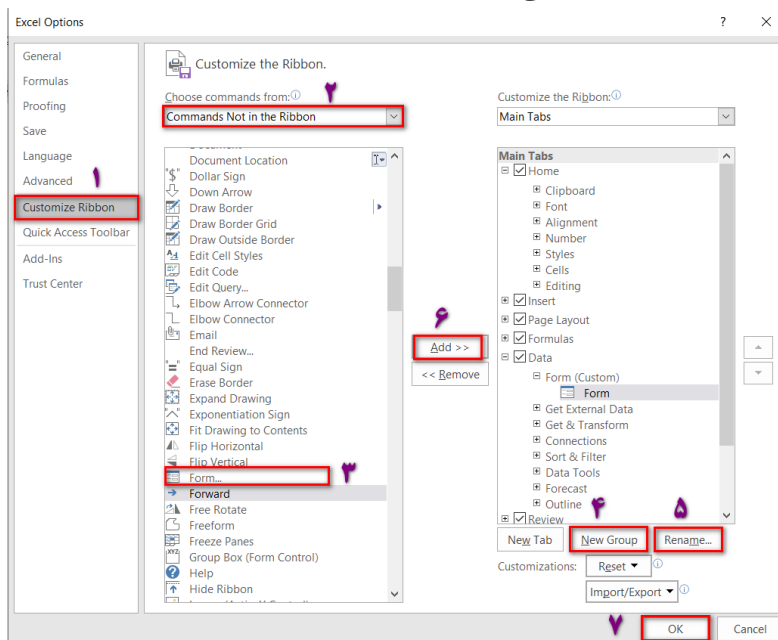 Excel Options
?
General
Formulas
Proofing
Save
Language
Advanced
۱
Customize Ribbon
Quick Access Toolbar
Add-Ins
Trust Center
Customize the Ribbon.
Choose commands from:
۲
Commands Not in the Ribbon
Document Location
"$" Dollar Sign
Down Arrow
Draw Border
Draw Border Grid
Draw Outside Border
Edit Cell Styles
Edit Code
Edit Query...
Elbow Arrow Connector
Elbow Connector
Email
End Review...
"=" Equal Sign
Erase Border
Expand Drawing
"^" Exponentiation Sign
Fit Drawing to Contents
Flip Horizontal
Flip Vertical
Form...
۳
Forward
Free Rotate
Freeform
Freeze Panes
Group Box (Form Control)
Help
Hide Ribbon
۶
Add >>
<< Remove
Customize the Ribbon:
Main Tabs
Main Tabs
Home
Clipboard
Font
Alignment
Number
Styles
Cells
Editing
Insert
Page Layout
Formulas
Data
Form (Custom)
Form
Get External Data
Get & Transform
Connections
Sort & Filter
Data Tools
Forecast
Outline
Review
۴
۵
New Tab
New Group
Rename...
Customizations:
Reset
Import/Export
۷
OK
Cancel